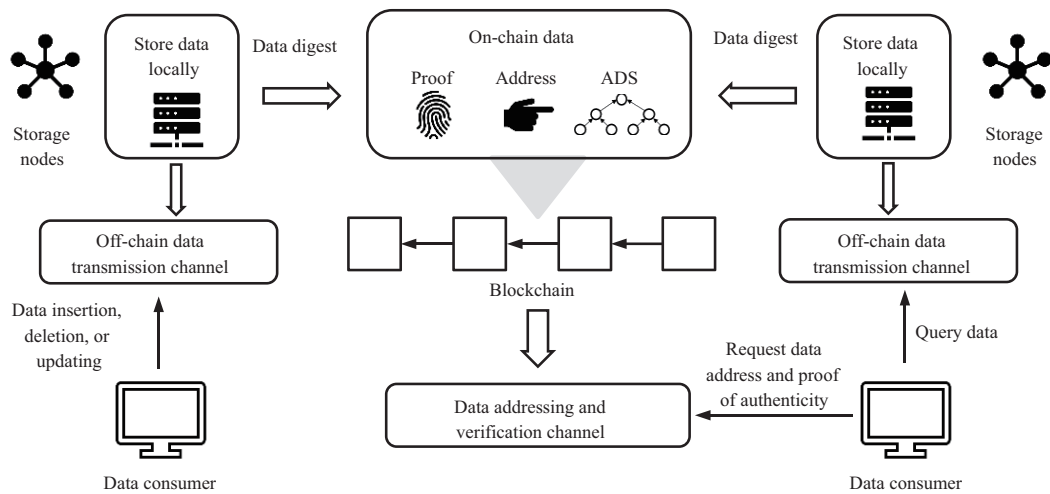 Storage
nodes
Store data
locally
Data digest
On-chain data
Proof
Address
ADS
Data digest
Store data
locally
Storage
nodes
Off-chain data
transmission channel
Blockchain
Off-chain data
transmission channel
Data insertion,
deletion, or
updating
Query data
Request data
address and proof
of authenticity
Data addressing and
verification channel
Data consumer
Data consumer